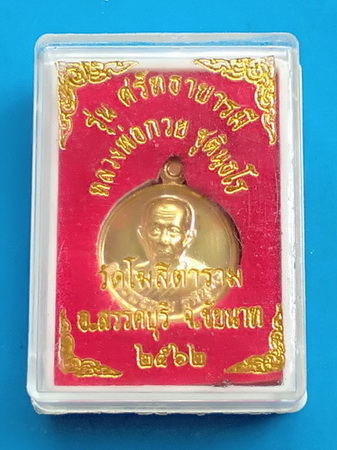 รุ่น ศรัทธาบารมี
หลวงพ่อกวย ชุตินฺธโร
วัดโฆสิตาราม
อ.สรรคบุรี จ.ชัยนาท
๒๕๖๒